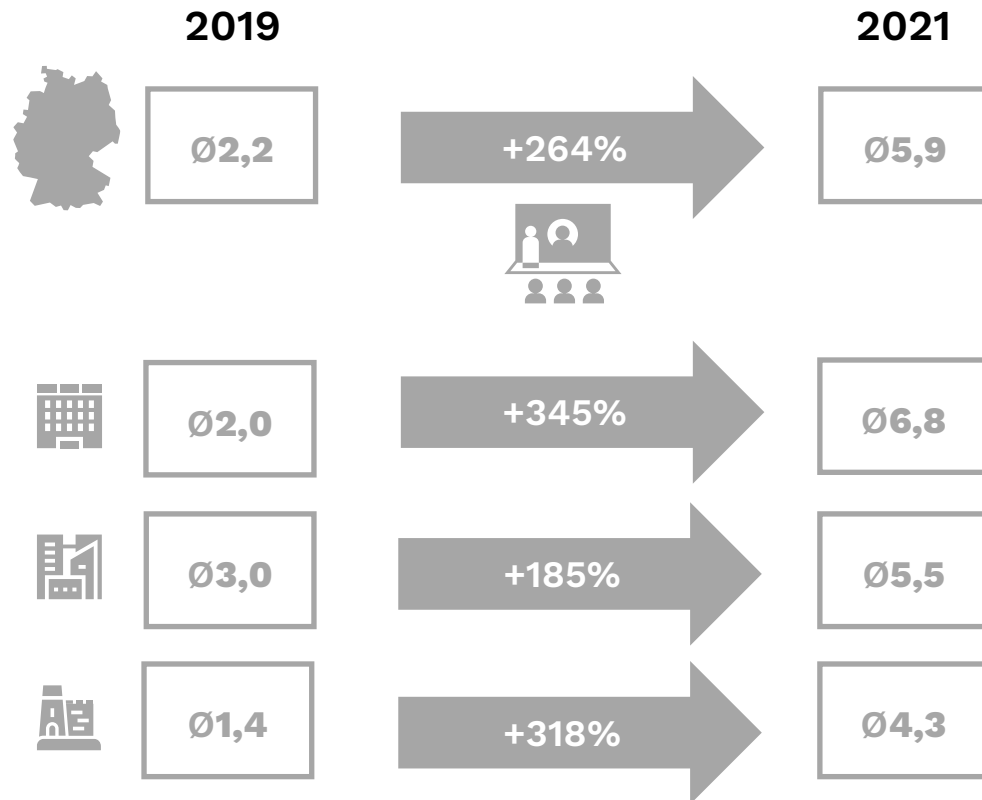 2019 2021
Ø2,2 +264% Ø5,9
Ø2,0 +345% Ø6,8
Ø3,0 +185% Ø5,5
Ø1,4 +318% Ø4,3